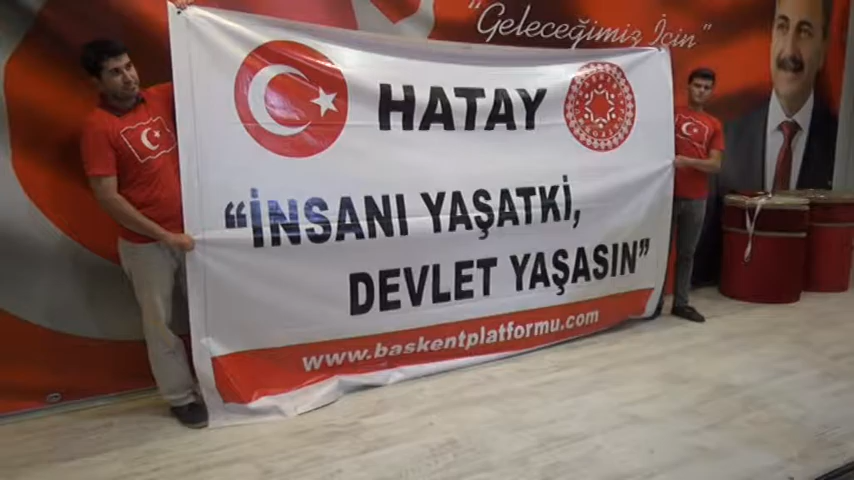 "Geleceğimiz İçin"
HATAY
"İNSANI YAŞATKİ,
DEVLET YAŞASIN"
www.baskentplatformu.com